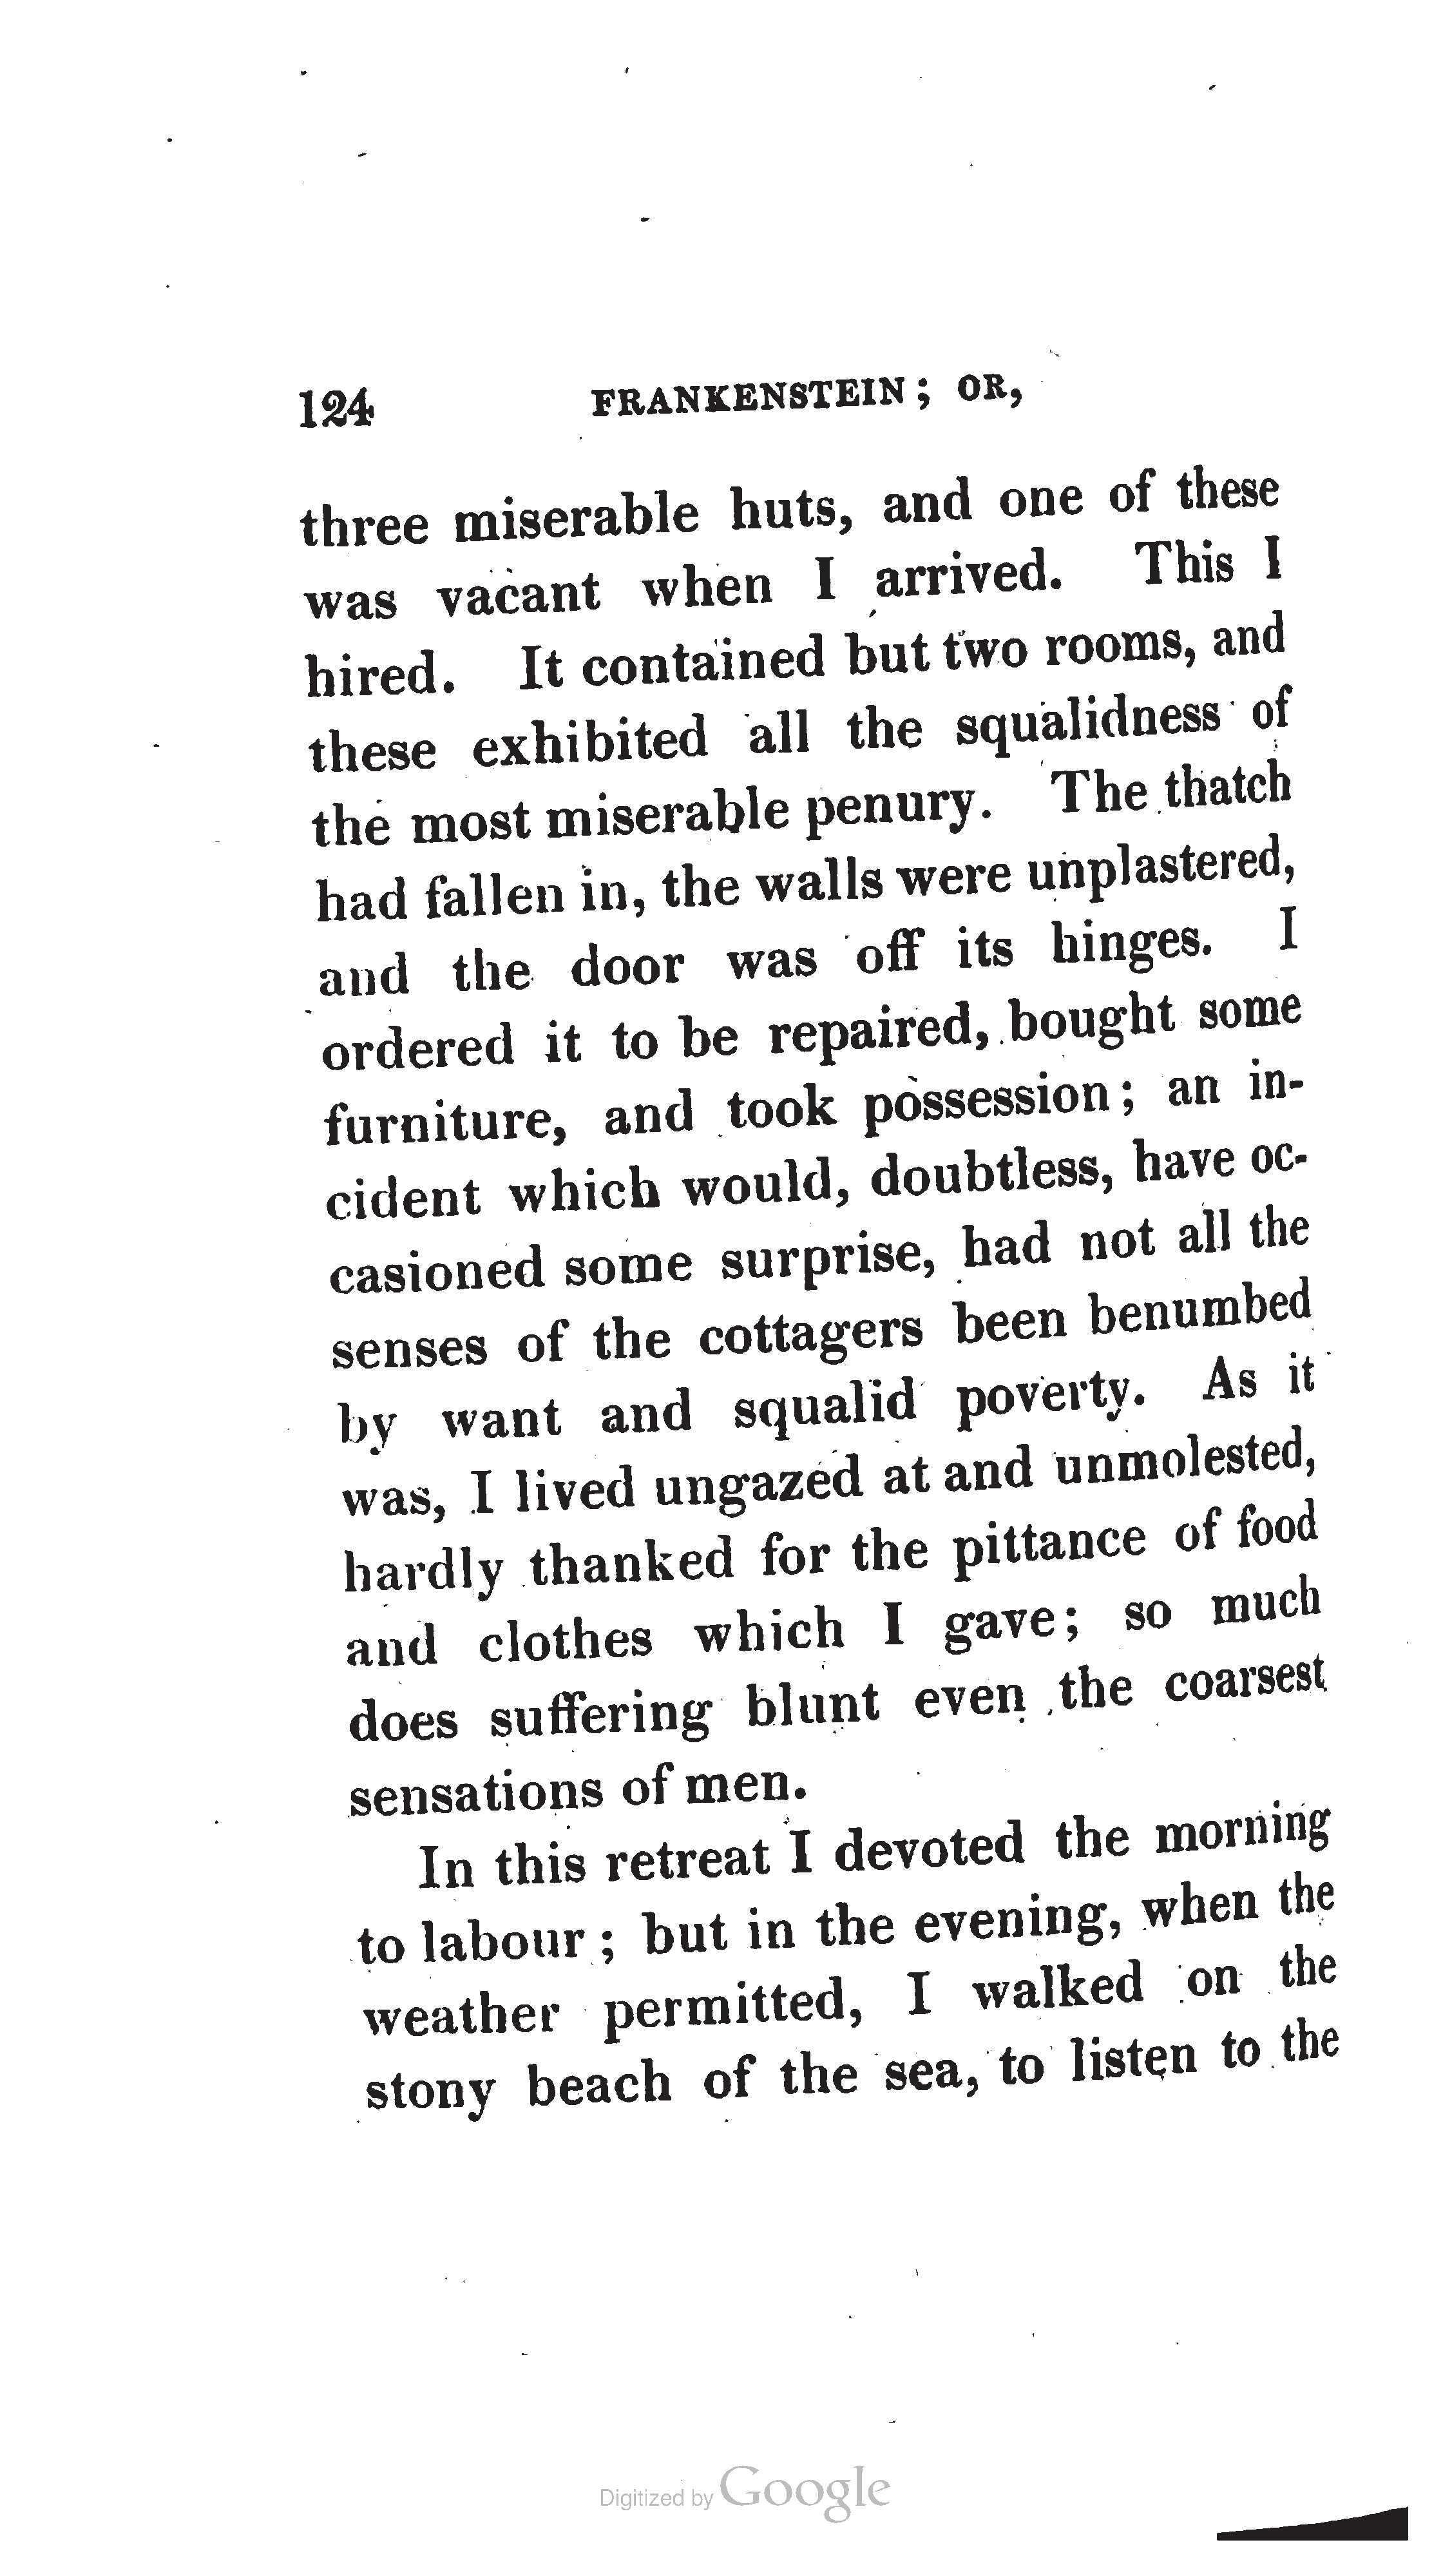 124 FRANKENSTEIN; OR,
three miserable huts, and one of these
was vacant when I arrived. This I
hired. It contained but two rooms, and
these exhibited all the squalidness of
the most miserable penury. The thatch
had fallen in, the walls were unplastered,
and the door was off its hinges. I
ordered it to be repaired, bought some
furniture, and took possession; an in-
cident which would, doubtless, have oc-
casioned some surprise, had not all the
senses of the cottagers been benumbed
by want and squalid poverty. As it
was, I lived ungazed at and unmolested,
hardly thanked for the pittance of food
and clothes which I gave; so much
does suffering blunt even the coarsest
sensations of men.
In this retreat I devoted the morning
to labour; but in the evening, when the
weather permitted, I walked on the
stony beach of the sea, to listen to the
Digitized by Google